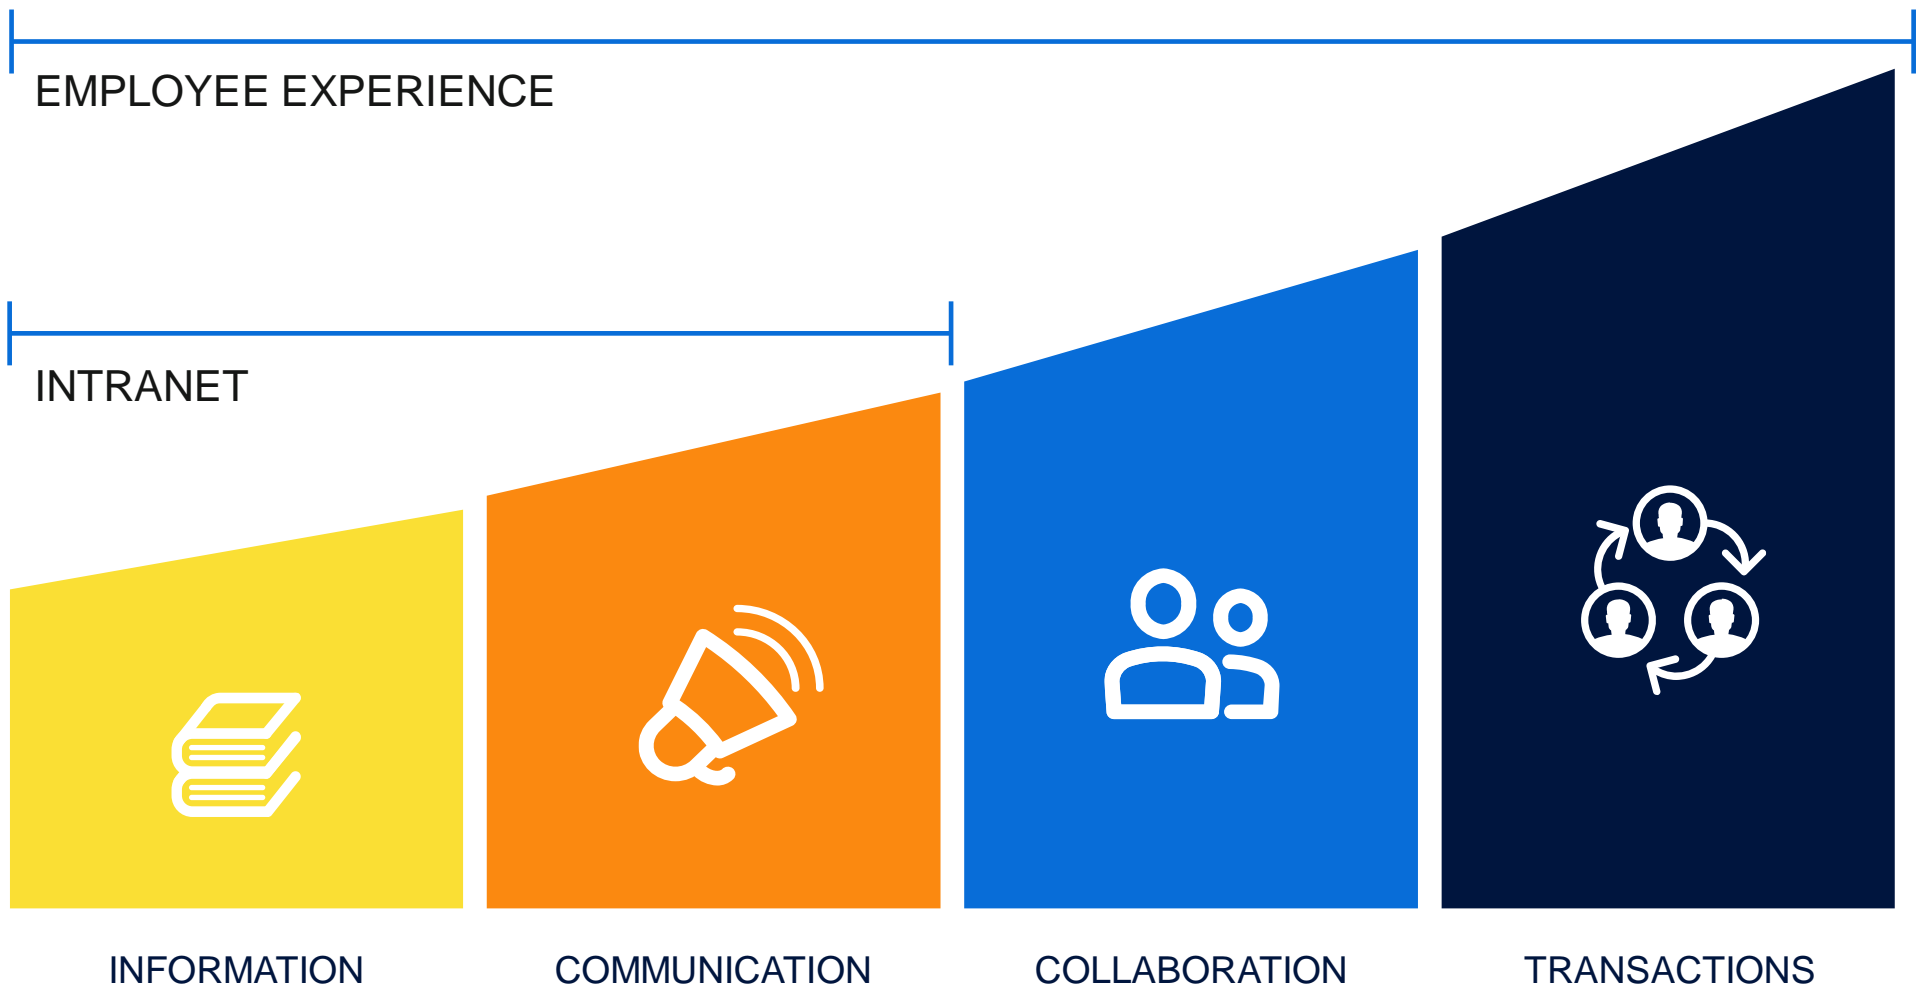 EMPLOYEE EXPERIENCE
INTRANET
INFORMATION
COMMUNICATION
COLLABORATION
TRANSACTIONS